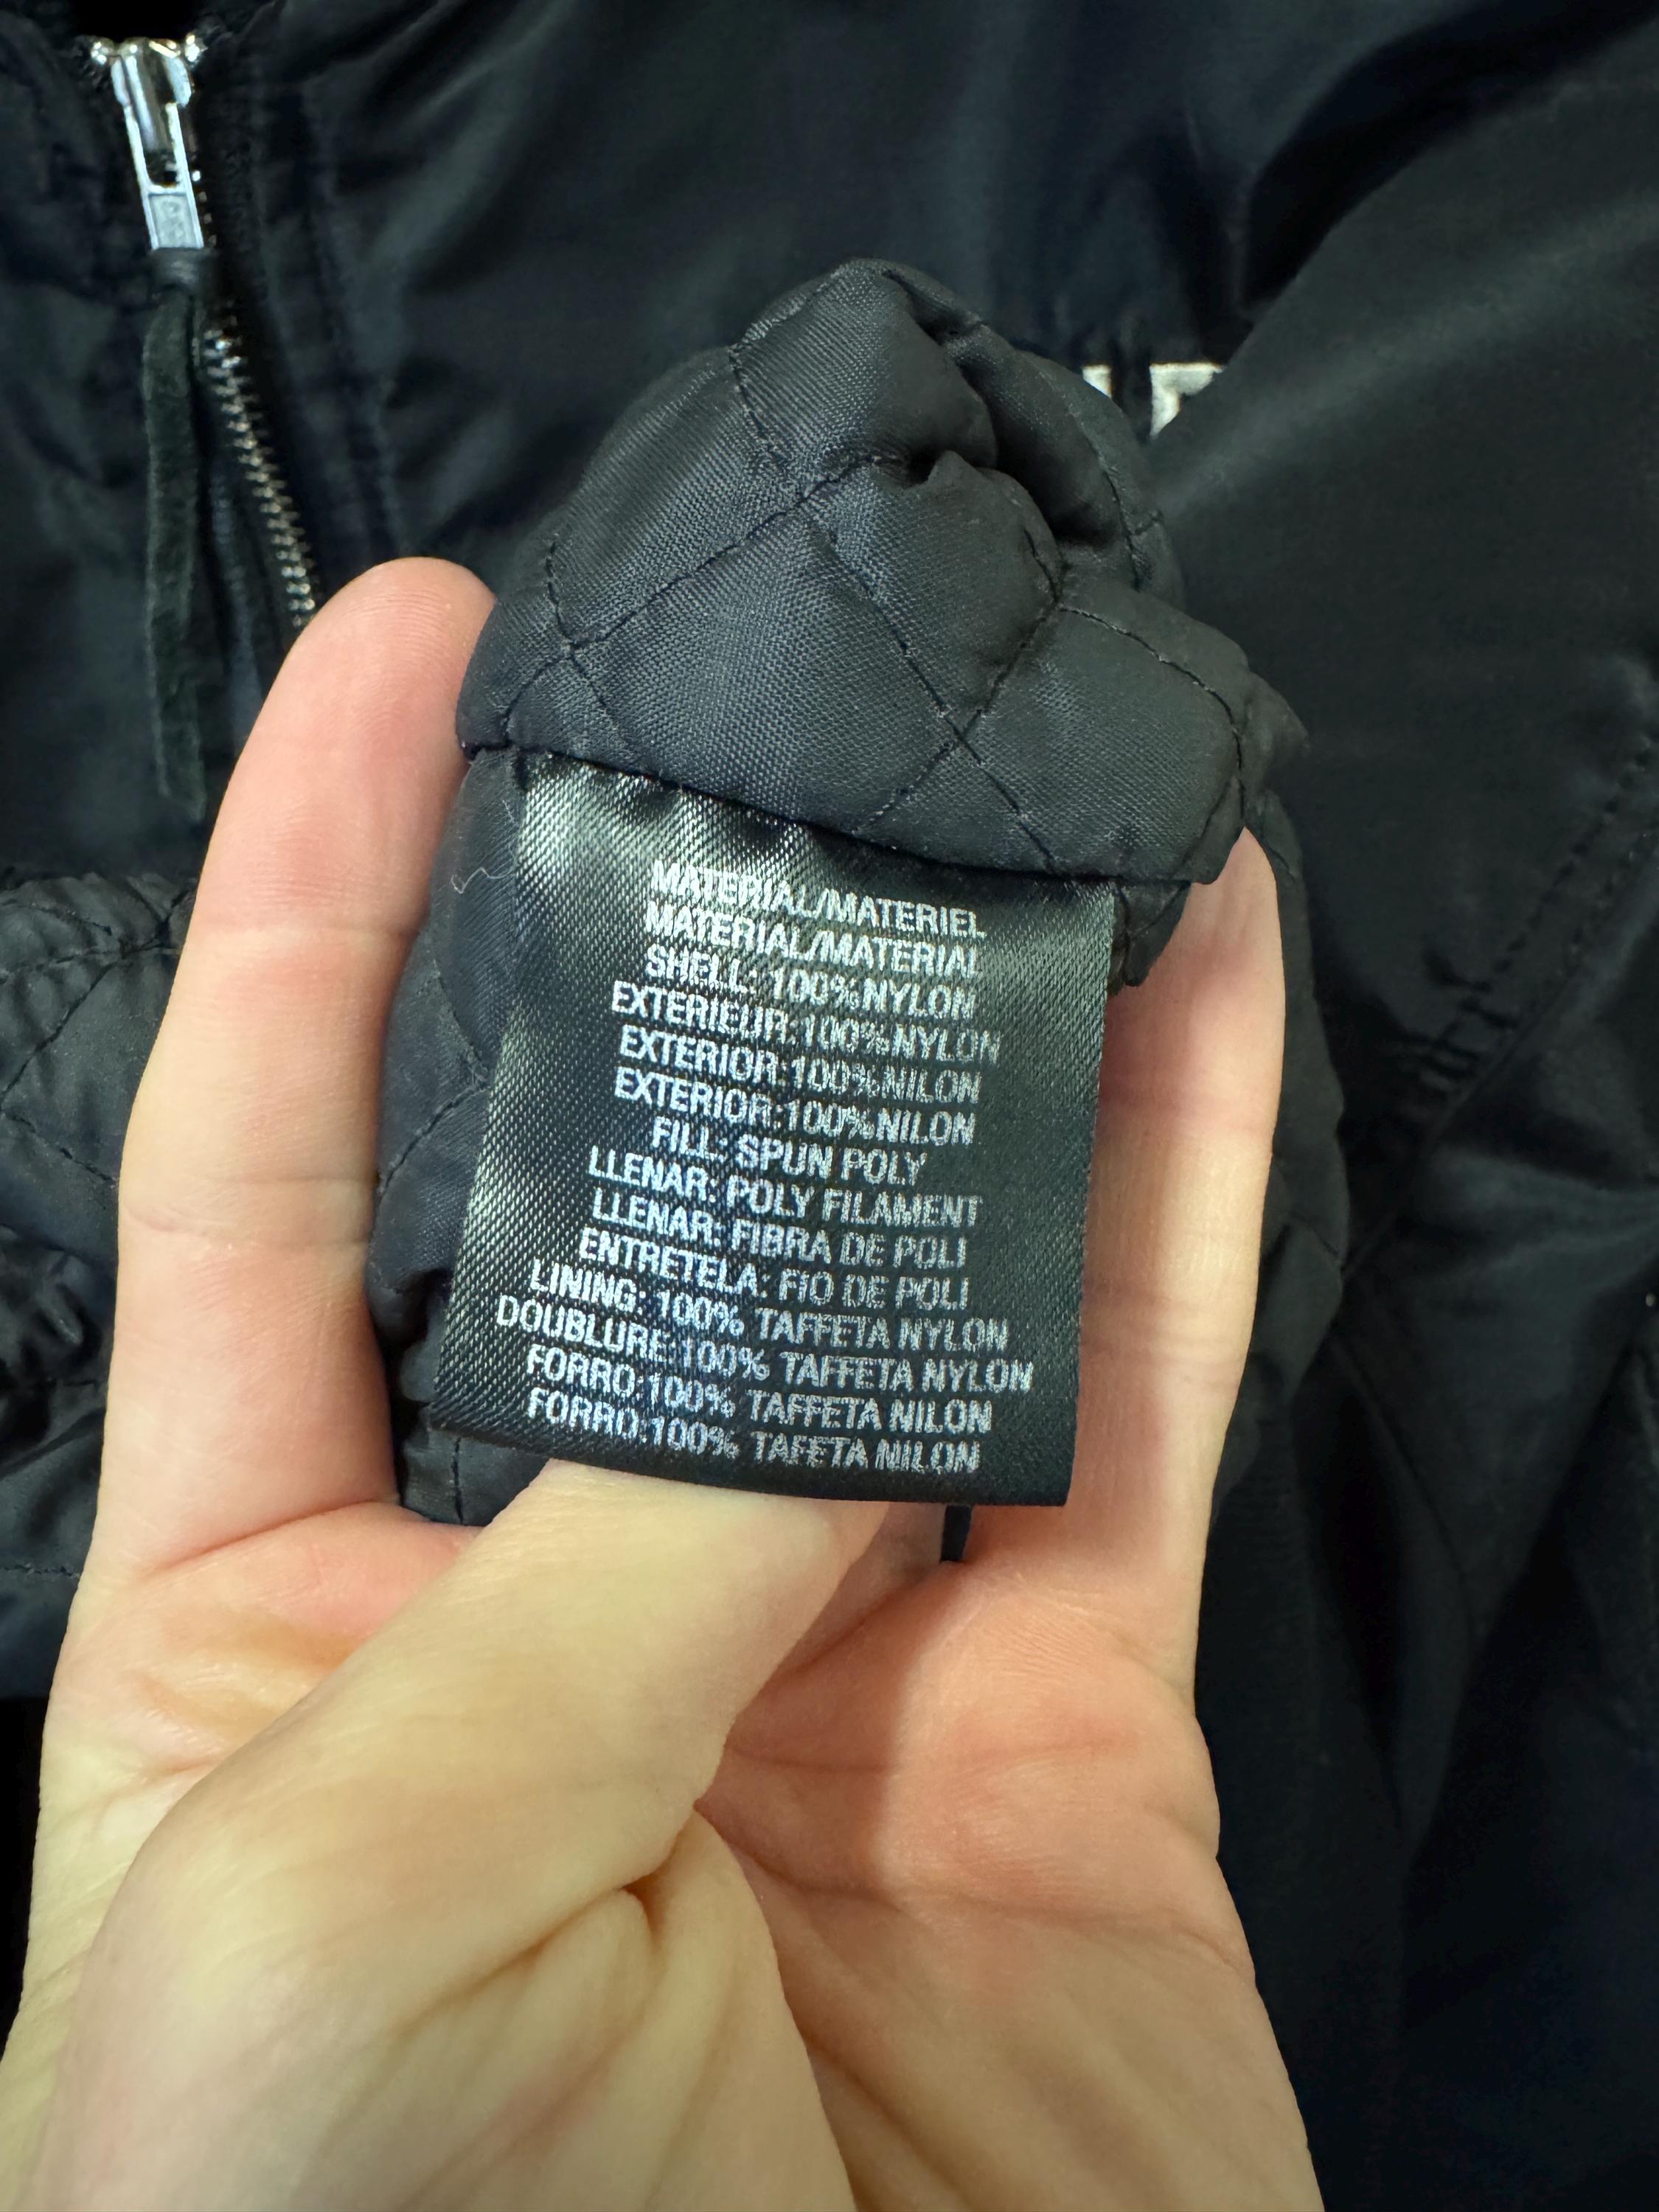 MATERIAL/MATERIEL
MATERIAL/MATERIAL
SHELL: 100%NYLON
EXTERIEUR:100%NYLON
EXTERIOR:100%NILON
EXTERIOR:100%NILON
FILL: SPUN POLY
LLENAR: POLY FILAMENT
LLENAR: FIBRA DE POLI
ENTRETELA: FIO DE POLI
LINING: 100% TAFFETA NYLON
DOUBLURE:100% TAFFETA NYLON
FORRO:100% TAFFETA NILON
FORRO:100% TAFETA NILON